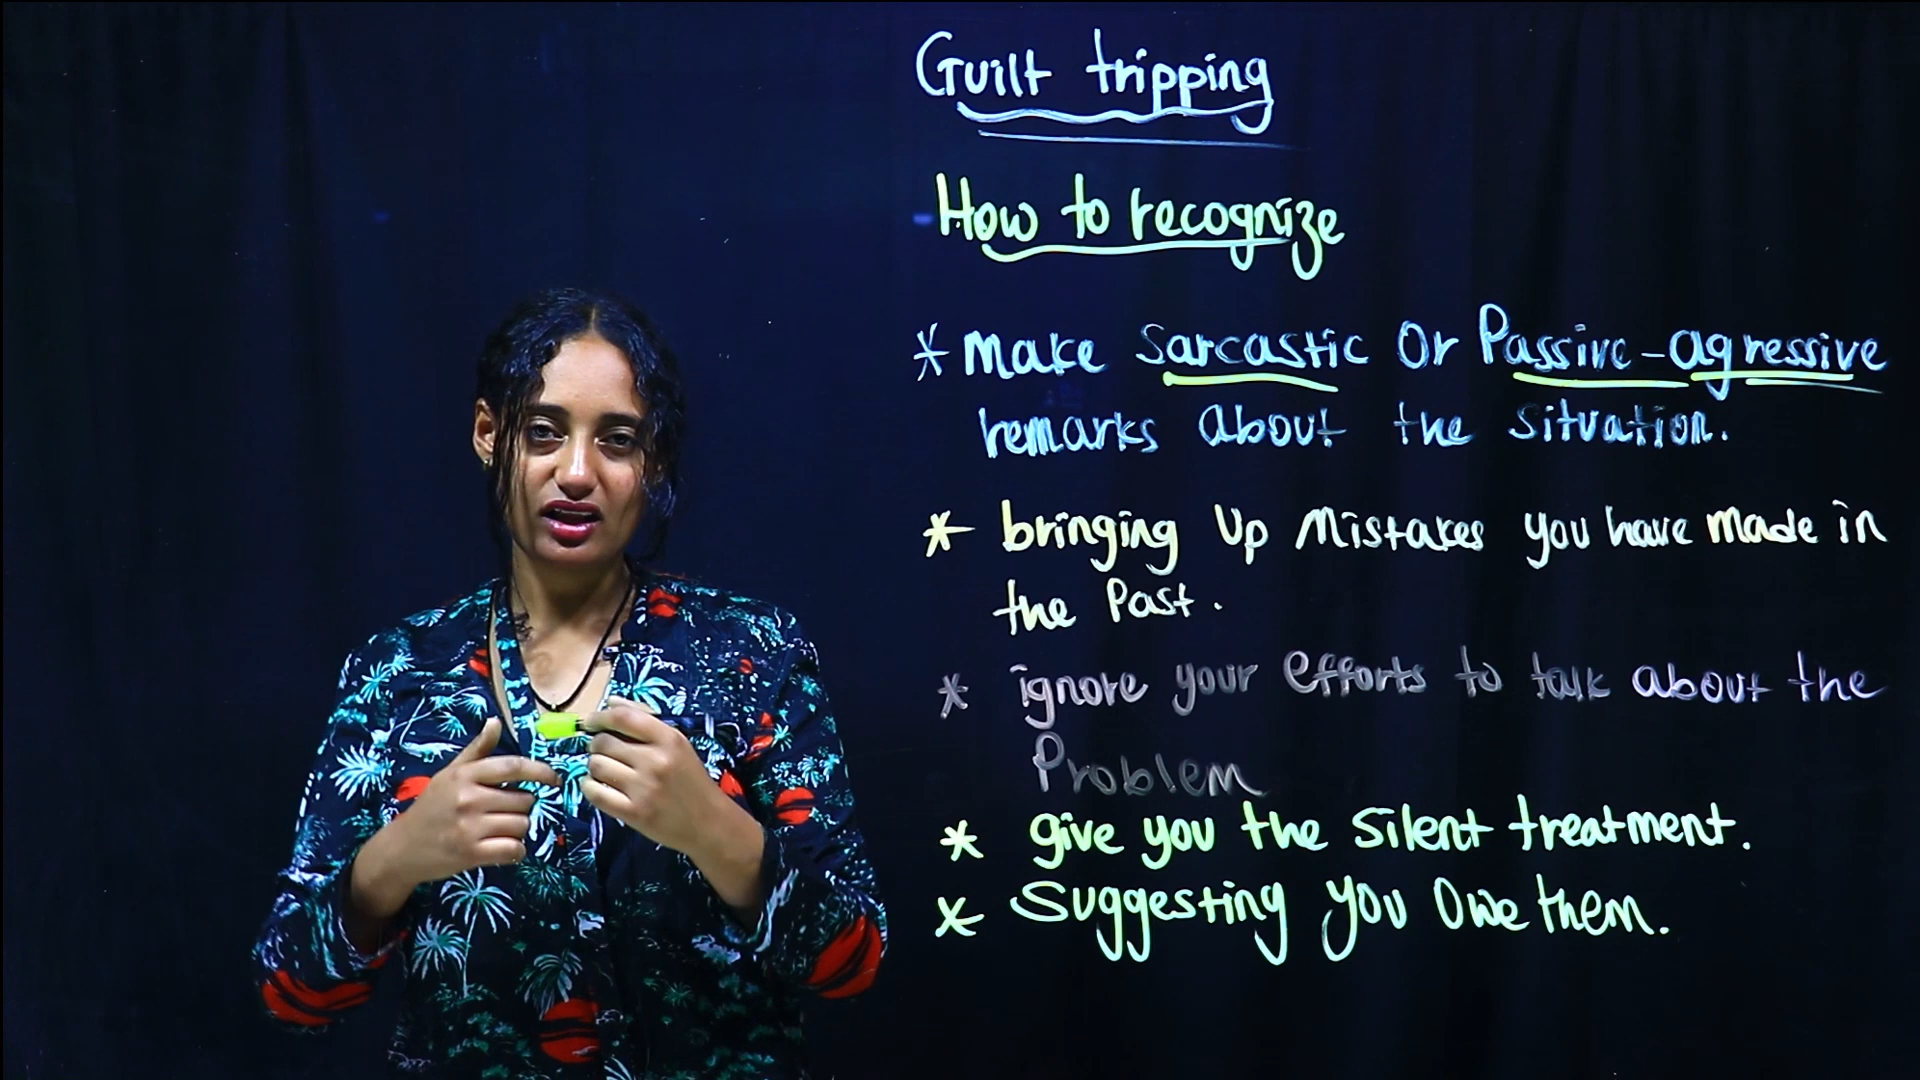 Guilt tripping
How to recognize
* make Sarcastic Or Passive-agressive
remarks about the situation.
* bringing Up Mistakes you have made in
the Past.
* ignore your efforts to talk about the
Problem
* give you the silent treatment.
* Suggesting You Owe them.